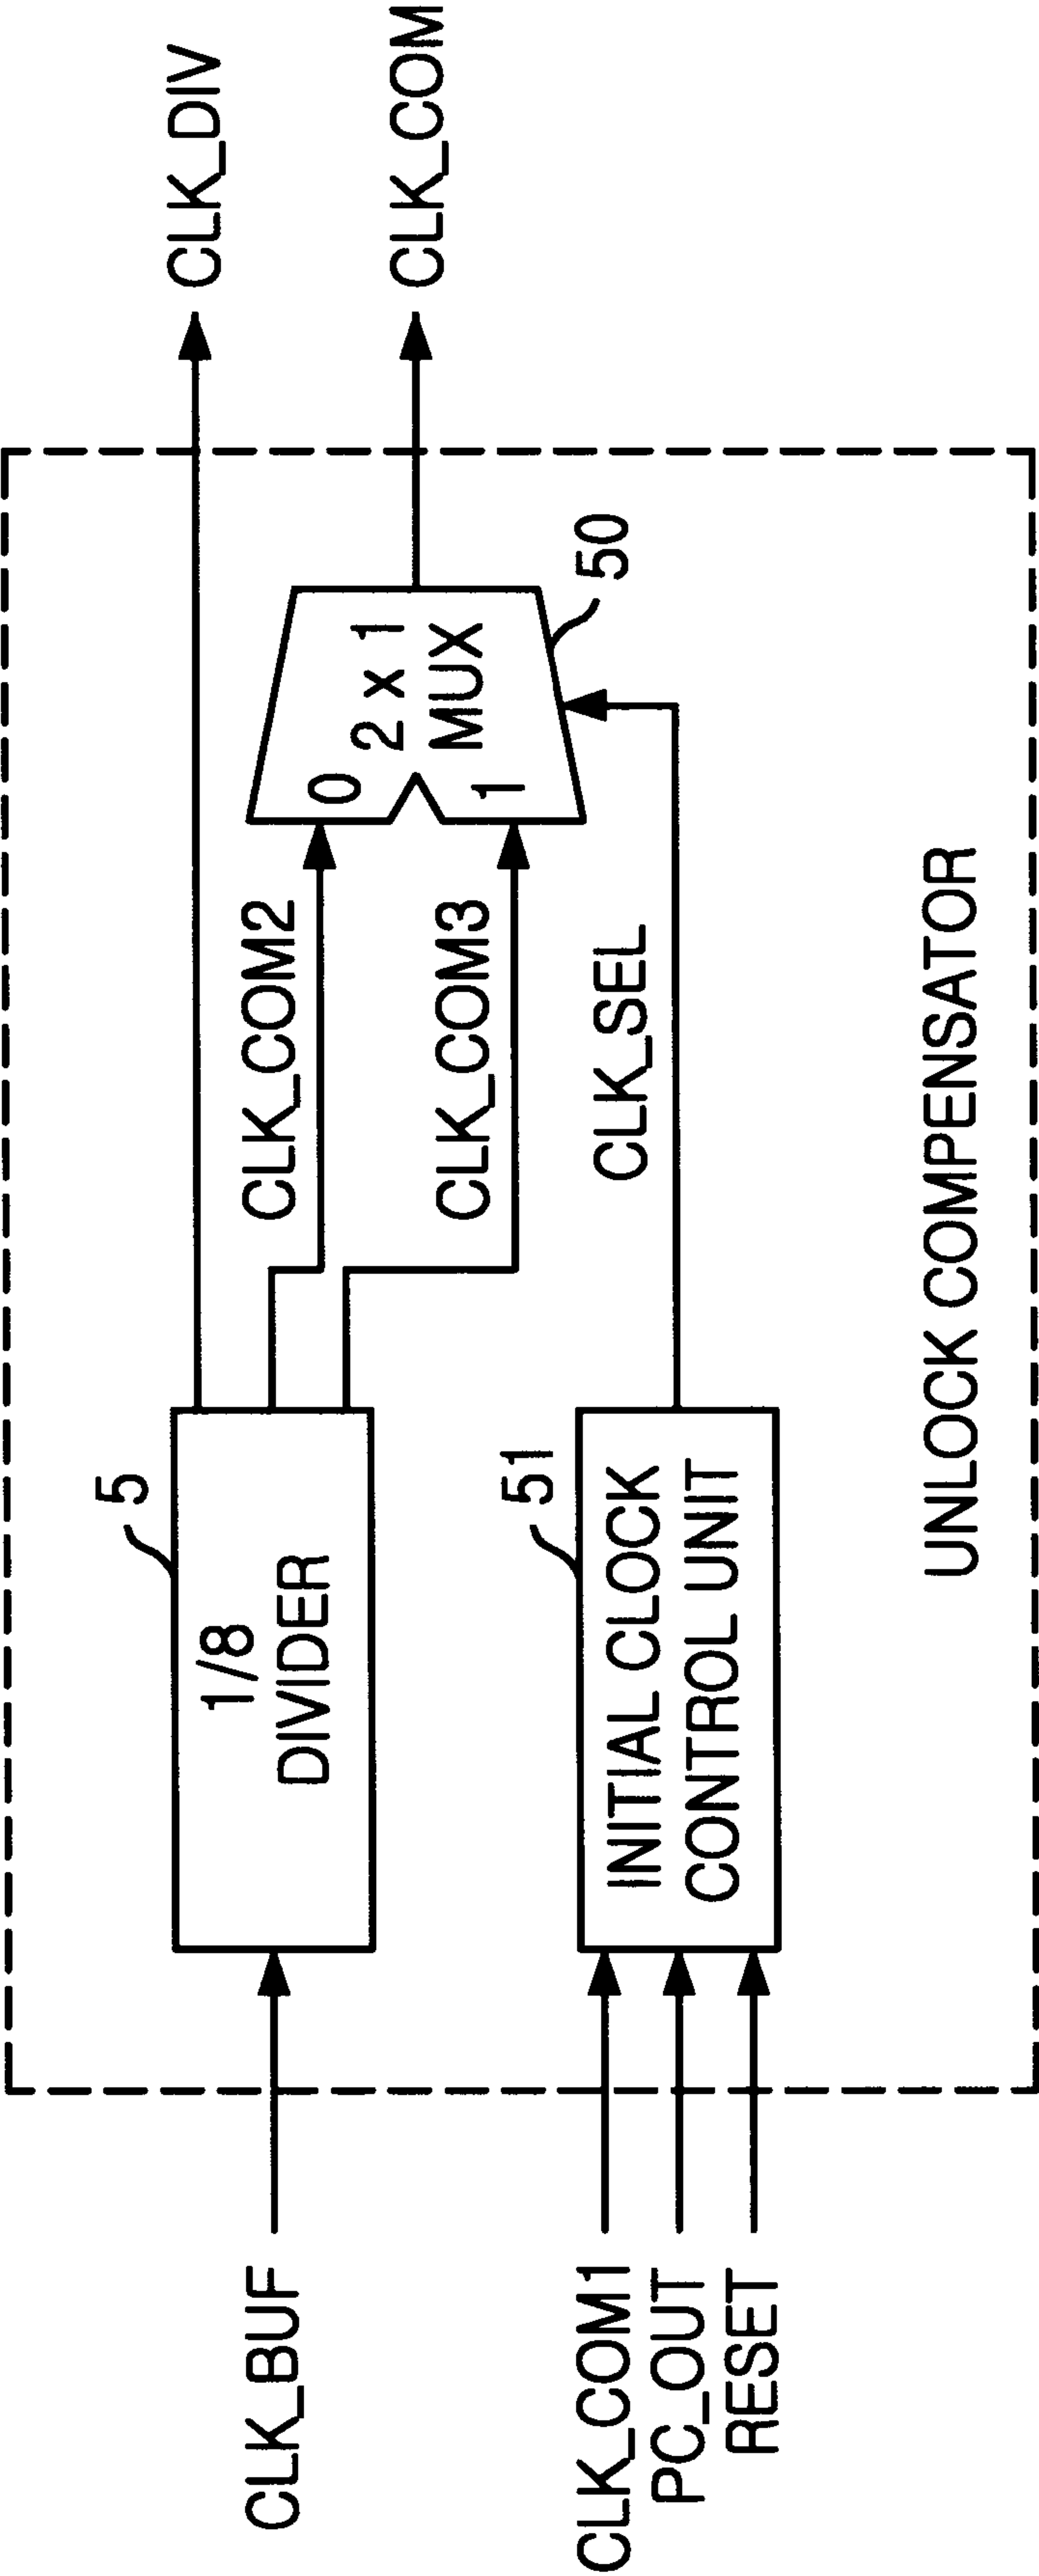 CLK_BUF
CLK_COM1
PC_OUT
RESET
5
1/8
DIVIDER
51
INITIAL CLOCK
CONTROL UNIT
CLK_COM2
CLK_COM3
CLK_SEL
0
1
2 x 1
MUX
50
CLK_DIV
CLK_COM
UNLOCK COMPENSATOR